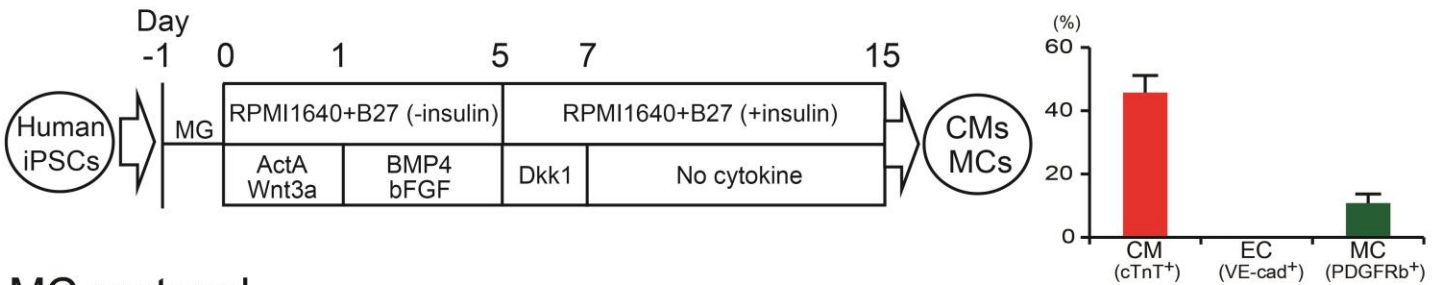 Day
-1 0 1 5 7 15
Human
iPSCs
MG
RPMI1640+B27 (-insulin)
RPMI1640+B27 (+insulin)
ActA
Wnt3a
BMP4
bFGF
Dkk1
No cytokine
CMs
MCs
(%)
60
40
20
0
CM
(cTnT+)
EC
(VE-cad+)
MC
(PDGFRb+)